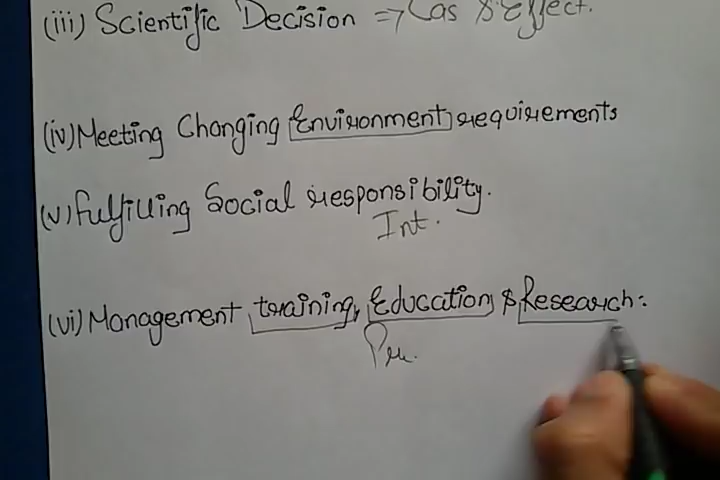 (iii) Scientific Decision => Cas & Effect.
(iv) Meeting Changing Environment requirements
(v) Fulfilling Social responsibility.
Int.
(vi) Management training, Education & Research: